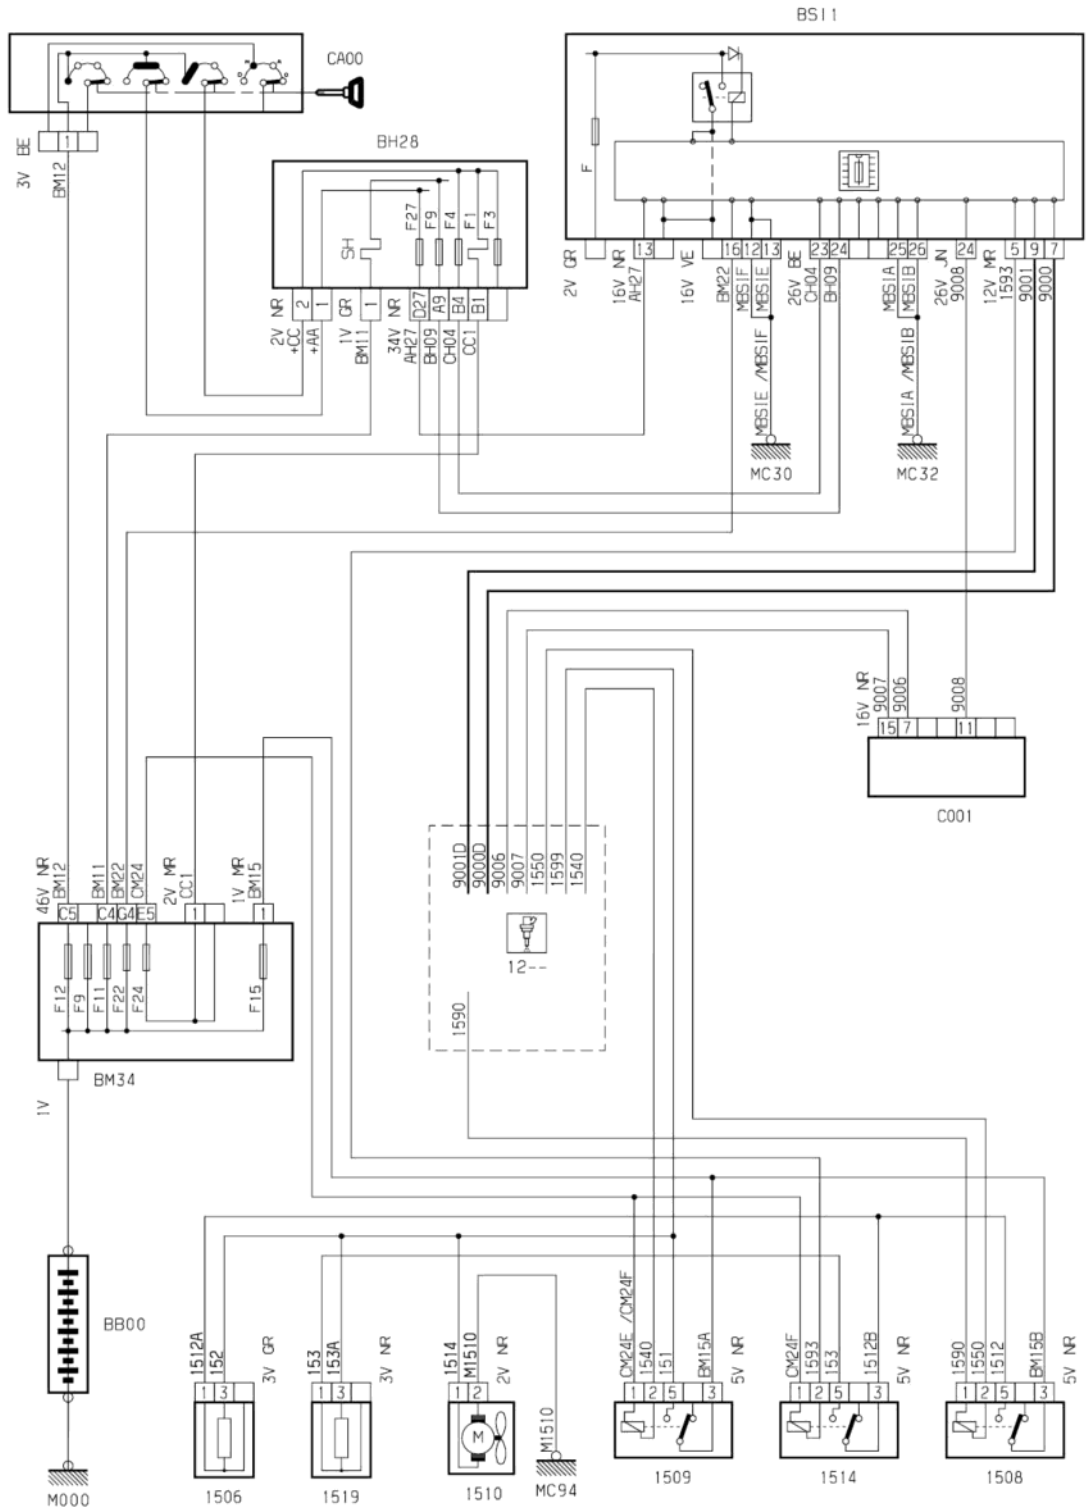 BSI1
CA00
BH28
3V BE
1
BM12
F
SH
F27
F9
F4
F1
F3
2V NR
2
1
+CC
+AA
1V GR
1
BM11
34V NR
D27
A9
B4
B1
AH27
BH09
CH04
CC1
2V GR
16V NR
13
AH27
16V VE
16
12
13
BM22
MBSIF
MBSIE
26V BE
23
24
CH04
BH09
25
26
MBSIA
MBSIB
26V JN
24
9008
12V MR
5
9
7
1593
9001
9000
MBSIE /MBSIF
MC30
MBSIA /MBSIB
MC32
16V NR
9007
9006
9008
15
7
11
C001
46V NR
BM12
BM11
BM22
CM24
2V MR
CC1
1V MR
BM15
C5
C4
G4
E5
1
1
F12
F9
F11
F22
F24
F15
BM34
1V
9001D
9000D
9006
9007
1550
1599
1540
12--
1590
BB00
M000
1512A
152
3V GR
1
3
1506
153
153A
3V NR
1
3
1519
1514
M1510
2V NR
1
2
M
1510
M1510
MC94
CM24E /CM24F
1540
151
BM15A
5V NR
1
2
5
3
1509
CM24F
1593
153
1512B
5V NR
1
2
5
3
1514
1590
1550
1512
BM15B
5V NR
1
2
5
3
1508